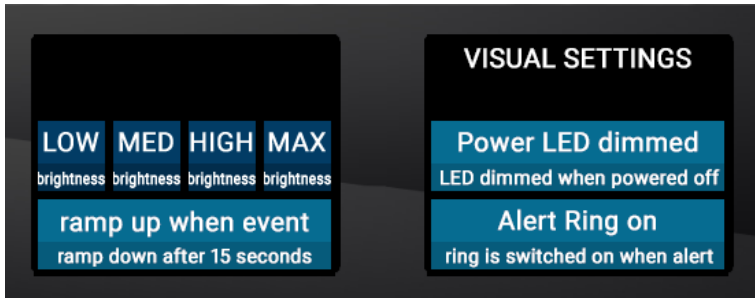 LOW MED HIGH MAX
brightness brightness brightness brightness
ramp up when event
ramp down after 15 seconds
VISUAL SETTINGS
Power LED dimmed
LED dimmed when powered off
Alert Ring on
ring is switched on when alert